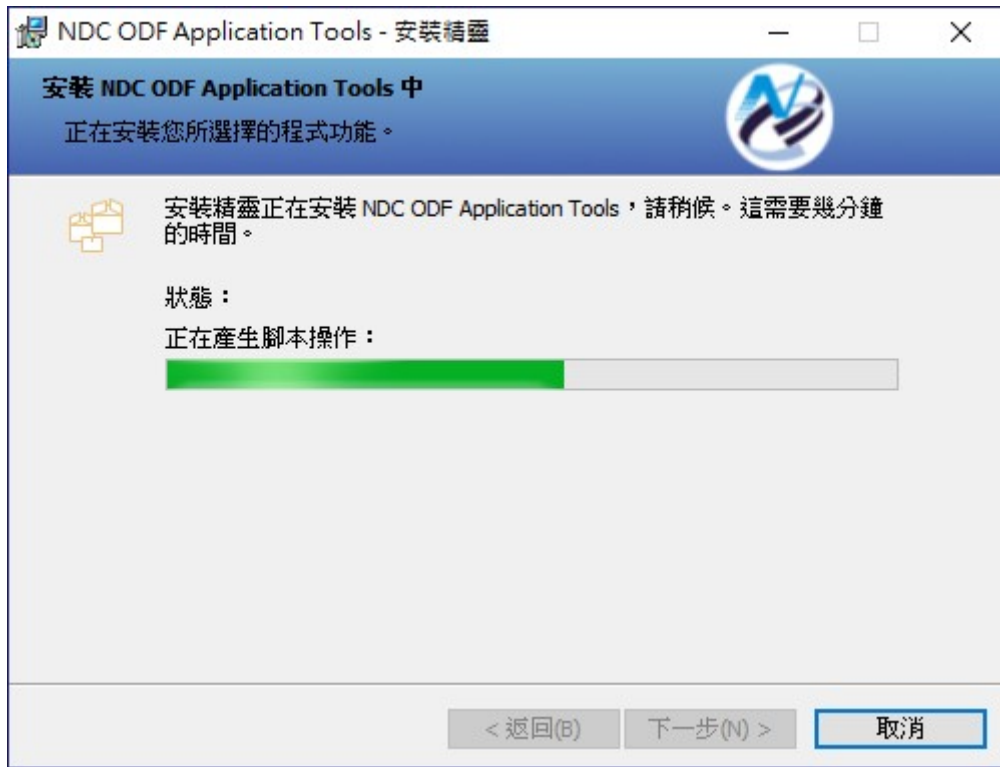 NDC ODF Application Tools - 安裝精靈
安裝 NDC ODF Application Tools 中
正在安裝您所選擇的程式功能。
安裝精靈正在安裝 NDC ODF Application Tools，請稍候。這需要幾分鐘
的時間。
狀態：
正在產生腳本操作：
< 返回(B)
下一步(N) >
取消